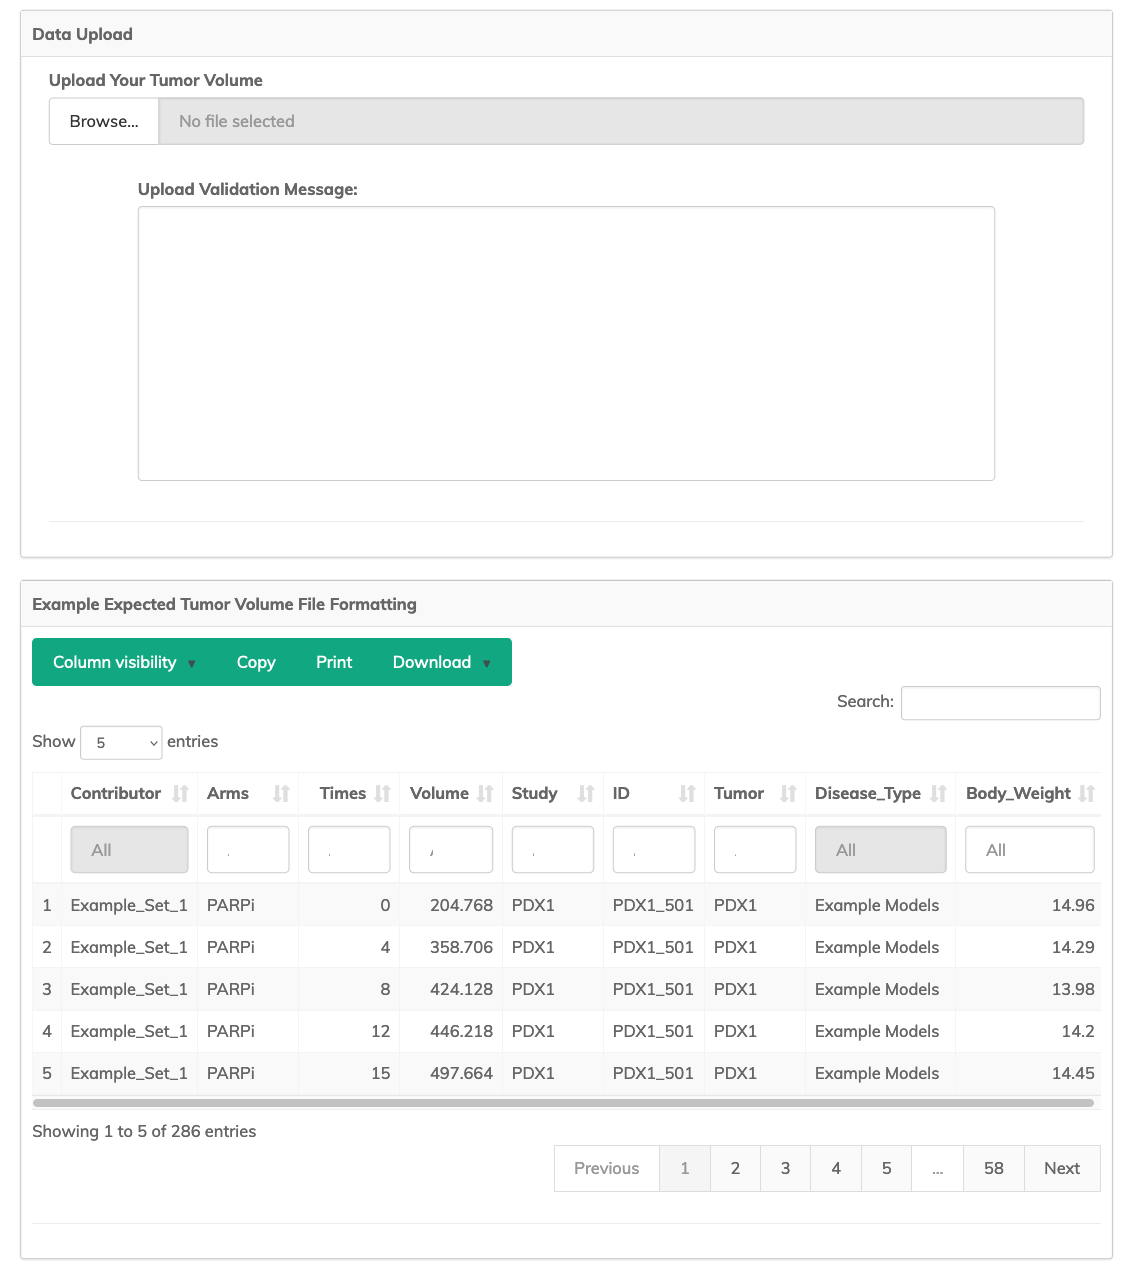 Data Upload
Upload Your Tumor Volume
Browse... No file selected
Upload Validation Message:
Example Expected Tumor Volume File Formatting
Column visibility ▼ Copy Print Download ▼
Search:
Show 5 entries
Contributor Arms Times Volume Study ID Tumor Disease_Type Body_Weight
All All All
1 Example_Set_1 PARPi 0 204.768 PDX1 PDX1_501 PDX1 Example Models 14.96
2 Example_Set_1 PARPi 4 358.706 PDX1 PDX1_501 PDX1 Example Models 14.29
3 Example_Set_1 PARPi 8 424.128 PDX1 PDX1_501 PDX1 Example Models 13.98
4 Example_Set_1 PARPi 12 446.218 PDX1 PDX1_501 PDX1 Example Models 14.2
5 Example_Set_1 PARPi 15 497.664 PDX1 PDX1_501 PDX1 Example Models 14.45
Showing 1 to 5 of 286 entries
Previous 1 2 3 4 5 ... 58 Next